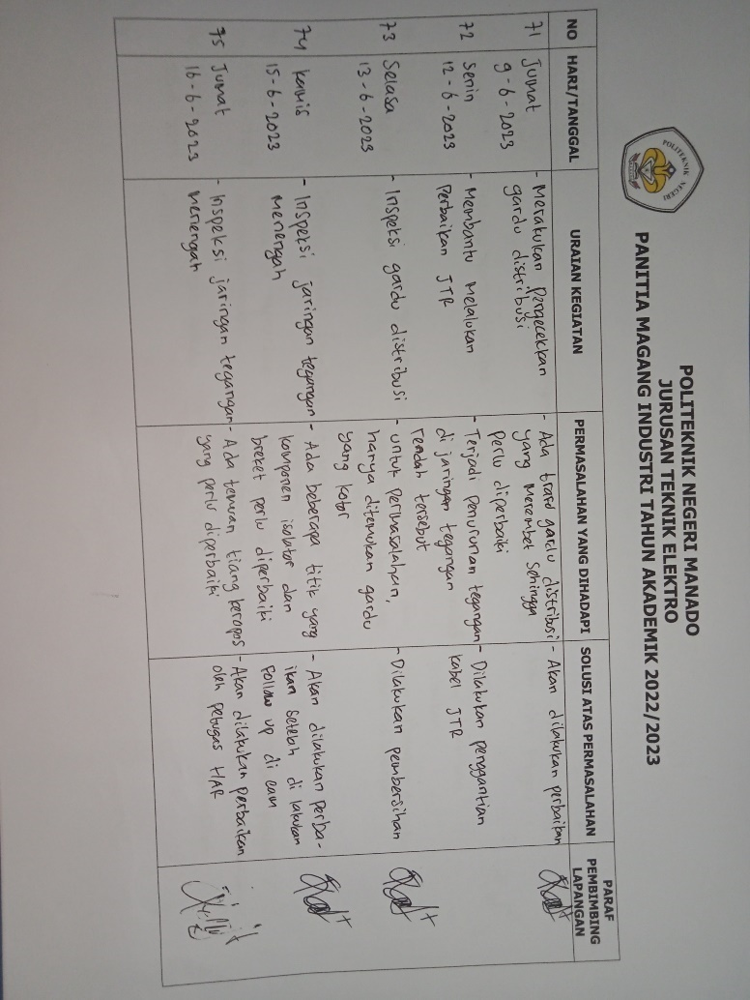 POLITEKNIK NEGERI
POLITEKNIK NEGERI MANADO
JURUSAN TEKNIK ELEKTRO
PANITIA MAGANG INDUSTRI TAHUN AKADEMIK 2022/2023
NO
HARI/TANGGAL
URAIAN KEGIATAN
PERMASALAHAN YANG DIHADAPI
SOLUSI ATAS PERMASALAHAN
PARAF
PEMBIMBING
LAPANGAN
71
Jumat
9-6-2023
- Melakukan Pengecekkan
gardu distribusi
- Ada gardu distribusi
yang Merambet Sehingga
perlu diperbaiki
- Akan dilakukan perbaikan
72
Senin
12-6-2023
- Membantu Melalukan
Perbaikan JTR
- Terjadi penurunan tegangan
di jaringan tegangan
rendah tersebut
- Dilakukan penggantian
kabel JTR
73
Selasa
13-6-2023
- Inspeksi gardu distribusi
- untuk permasalahan,
hanya ditemukan gardu
yang kotor
- Dilakukan pembersihan
74
Kamis
15-6-2023
- Inspeksi jaringan tegangan
Menengah
- Ada beberapa titik yang
komponen isolator dan
breket perlu diperbaiki
- Akan dilakukan perba-
ikan setelah di lakukan
Follow up di
75
Jumat
16-6-2023
- Inspeksi jaringan tegangan
menengah
- Ada temuan tiang keropos
yang perlu diperbaiki
- Akan dilakukan perbaikan
oleh petugas HAR